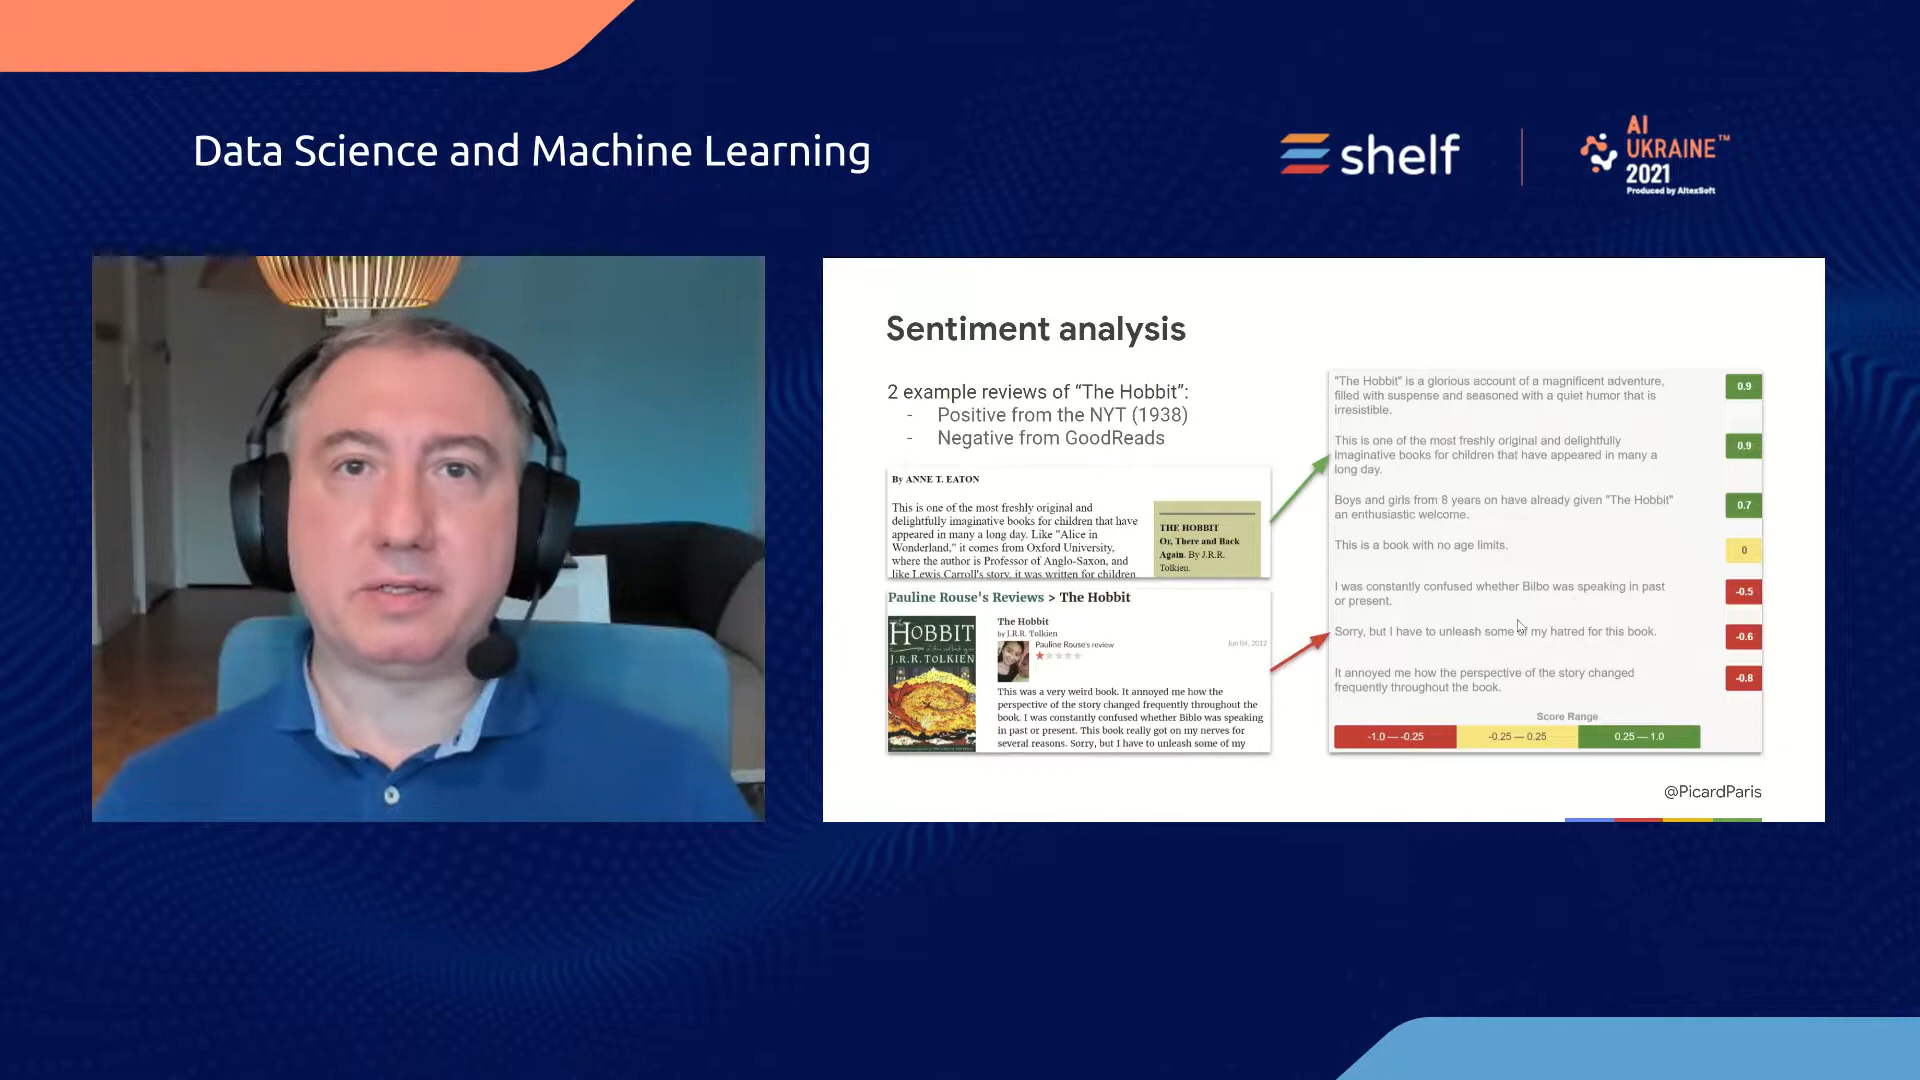 Data Science and Machine Learning
shelf
AI
UKRAINE™
2021
Produced by AltexSoft
Sentiment analysis
2 example reviews of “The Hobbit”:
- Positive from the NYT (1938)
- Negative from GoodReads
By ANNE T. EATON
This is one of the most freshly original and
delightfully imaginative books for children that have
appeared in many a long day. Like "Alice in
Wonderland," it comes from Oxford University,
where the author is Professor of Anglo-Saxon, and
like Lewis Carroll's story, it was written for children
THE HOBBIT
Or, There and Back
Again. By J.R.R.
Tolkien.
Pauline Rouse's Reviews > The Hobbit
HOBBIT
J.R.R. TOLKIEN
The Hobbit
by J.R.R. Tolkien
Pauline Rouse's review
Jun 04, 2012
This was a very weird book. It annoyed me how the
perspective of the story changed frequently throughout the
book. I was constantly confused whether Biblo was speaking
in past or present. This book really got on my nerves for
several reasons. Sorry, but I have to unleash some of my
"The Hobbit" is a glorious account of a magnificent adventure,
filled with suspense and seasoned with a quiet humor that is
irresistible.
0.9
This is one of the most freshly original and delightfully
imaginative books for children that have appeared in many a
long day.
0.9
Boys and girls from 8 years on have already given "The Hobbit"
an enthusiastic welcome.
0.7
This is a book with no age limits.
0
I was constantly confused whether Bilbo was speaking in past
or present.
-0.5
Sorry, but I have to unleash some of my hatred for this book.
-0.6
It annoyed me how the perspective of the story changed
frequently throughout the book.
-0.8
Score Range
-1.0 — -0.25
-0.25 — 0.25
0.25 — 1.0
@PicardParis